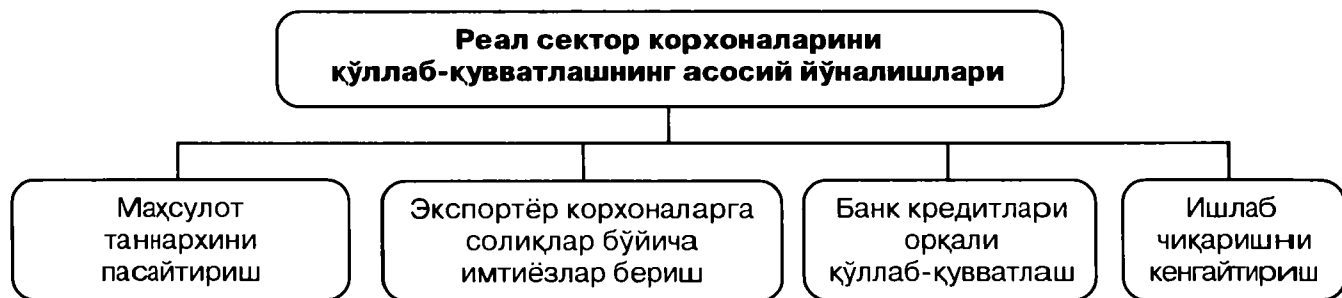 Реал сектор корхоналарини
қўллаб-қувватлашнинг асосий йўналишлари
Маҳсулот
таннархини
пасайтириш
Экспортёр корхоналарга
солиқлар бўйича
имтиёзлар бериш
Банк кредитлари
орқали
қўллаб-қувватлаш
Ишлаб
чиқаришни
кенгайтириш